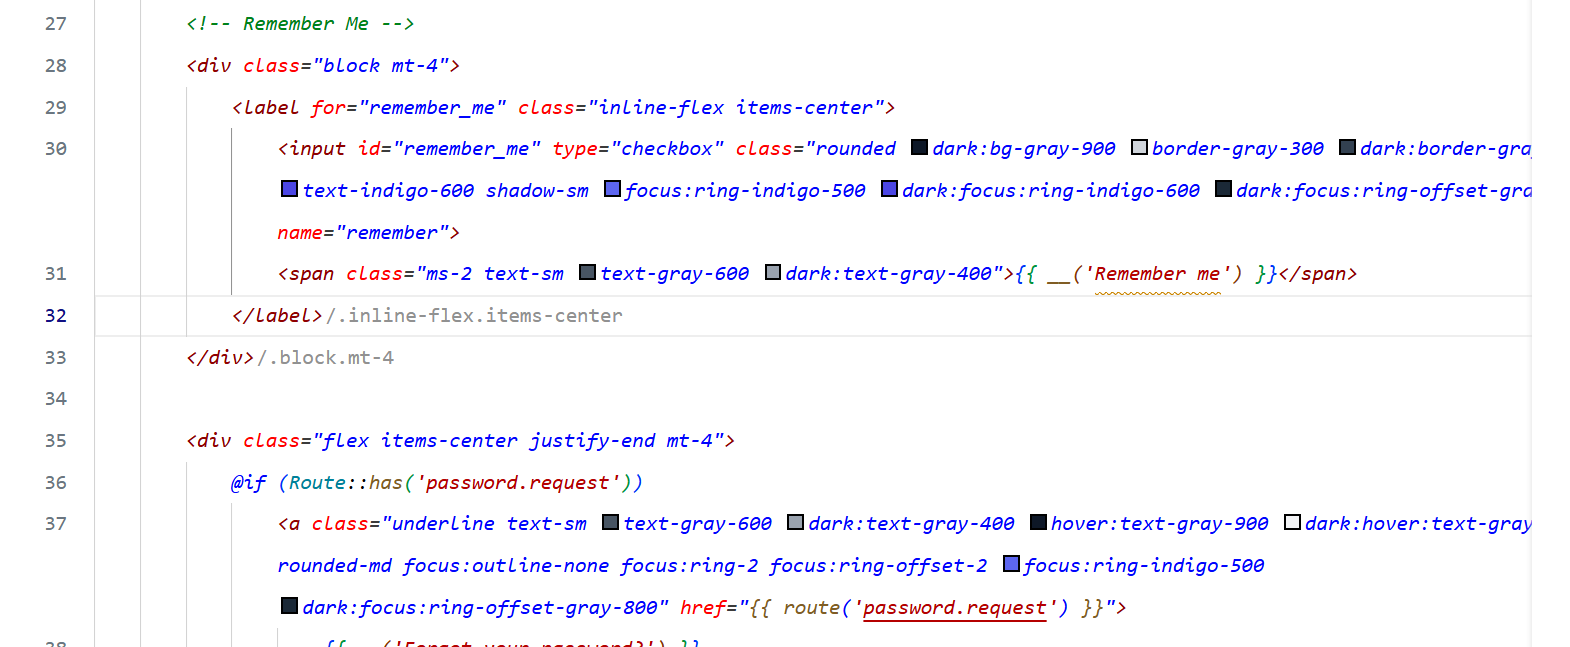 27 <!-- Remember Me -->
28 <div class="block mt-4">
29 <label for="remember_me" class="inline-flex items-center">
30 <input id="remember_me" type="checkbox" class="rounded dark:bg-gray-900 border-gray-300 dark:border-gra
text-indigo-600 shadow-sm focus:ring-indigo-500 dark:focus:ring-indigo-600 dark:focus:ring-offset-gra
name="remember">
31 <span class="ms-2 text-sm text-gray-600 dark:text-gray-400">{{ __('Remember me') }}</span>
32 </label>/.inline-flex.items-center
33 </div>/.block.mt-4
34
35 <div class="flex items-center justify-end mt-4">
36 @if (Route::has('password.request'))
37 <a class="underline text-sm text-gray-600 dark:text-gray-400 hover:text-gray-900 dark:hover:text-gray
rounded-md focus:outline-none focus:ring-2 focus:ring-offset-2 focus:ring-indigo-500
dark:focus:ring-offset-gray-800" href="{{ route('password.request') }}">
38 {{ __('Forgot your password?') }}